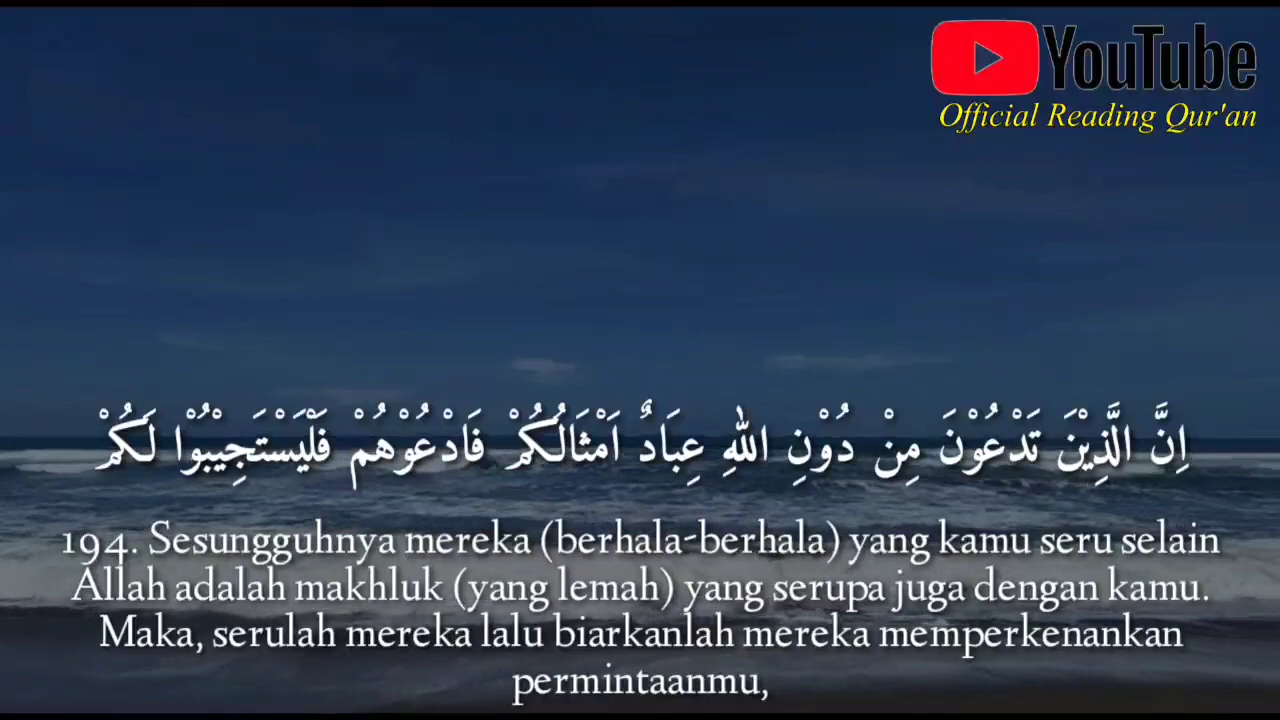 YouTube
Official Reading Qur'an
اِنَّ الَّذِيْنَ تَدْعُوْنَ مِنْ دُوْنِ اللّٰهِ عِبَادٌ اَمْثَالُكُمْ فَادْعُوْهُمْ فَلْيَسْتَجِيْبُوْا لَكُمْ
194. Sesungguhnya mereka (berhala-berhala) yang kamu seru selain
Allah adalah makhluk (yang lemah) yang serupa juga dengan kamu.
Maka, serulah mereka lalu biarkanlah mereka memperkenankan
permintaanmu,